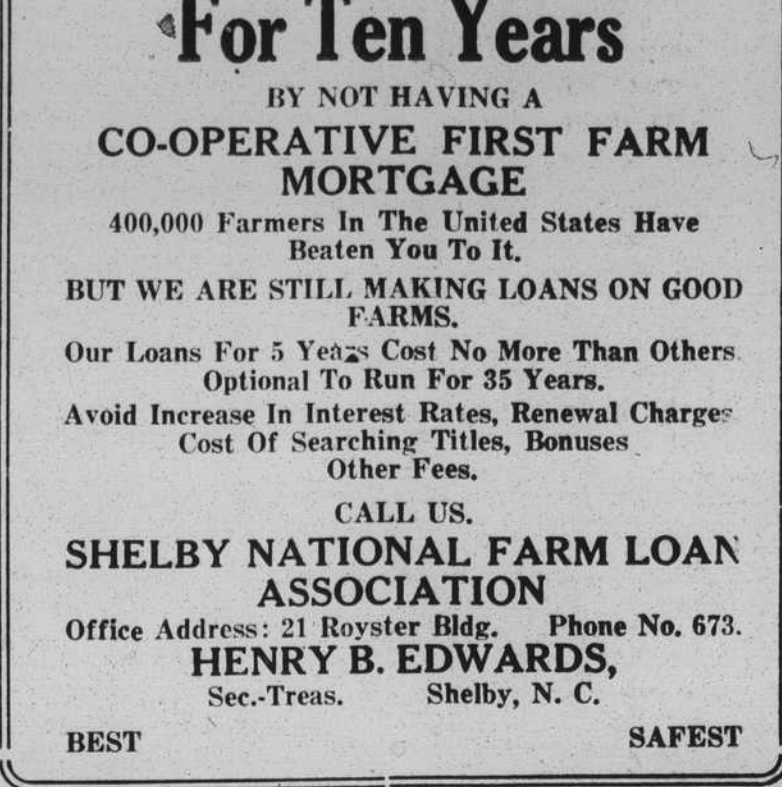 For Ten Years
BY NOT HAVING A
CO-OPERATIVE FIRST FARM
MORTGAGE
400,000 Farmers In The United States Have
Beaten You To It.
BUT WE ARE STILL MAKING LOANS ON GOOD
FARMS.
Our Loans For 5 Years Cost No More Than Others
Optional To Run For 35 Years.
Avoid Increase In Interest Rates, Renewal Charges
Cost Of Searching Titles, Bonuses
Other Fees.
CALL US.
SHELBY NATIONAL FARM LOAN
ASSOCIATION
Office Address: 21 Royster Bldg. Phone No. 673.
HENRY B. EDWARDS,
Sec.-Treas. Shelby, N. C.
BEST SAFEST